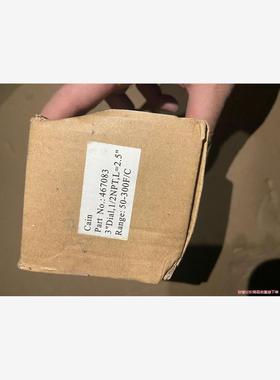 Cain
Part No.: 467083
3"Dial,1/2NPT,L=2.5"
Range: 50-300F/C